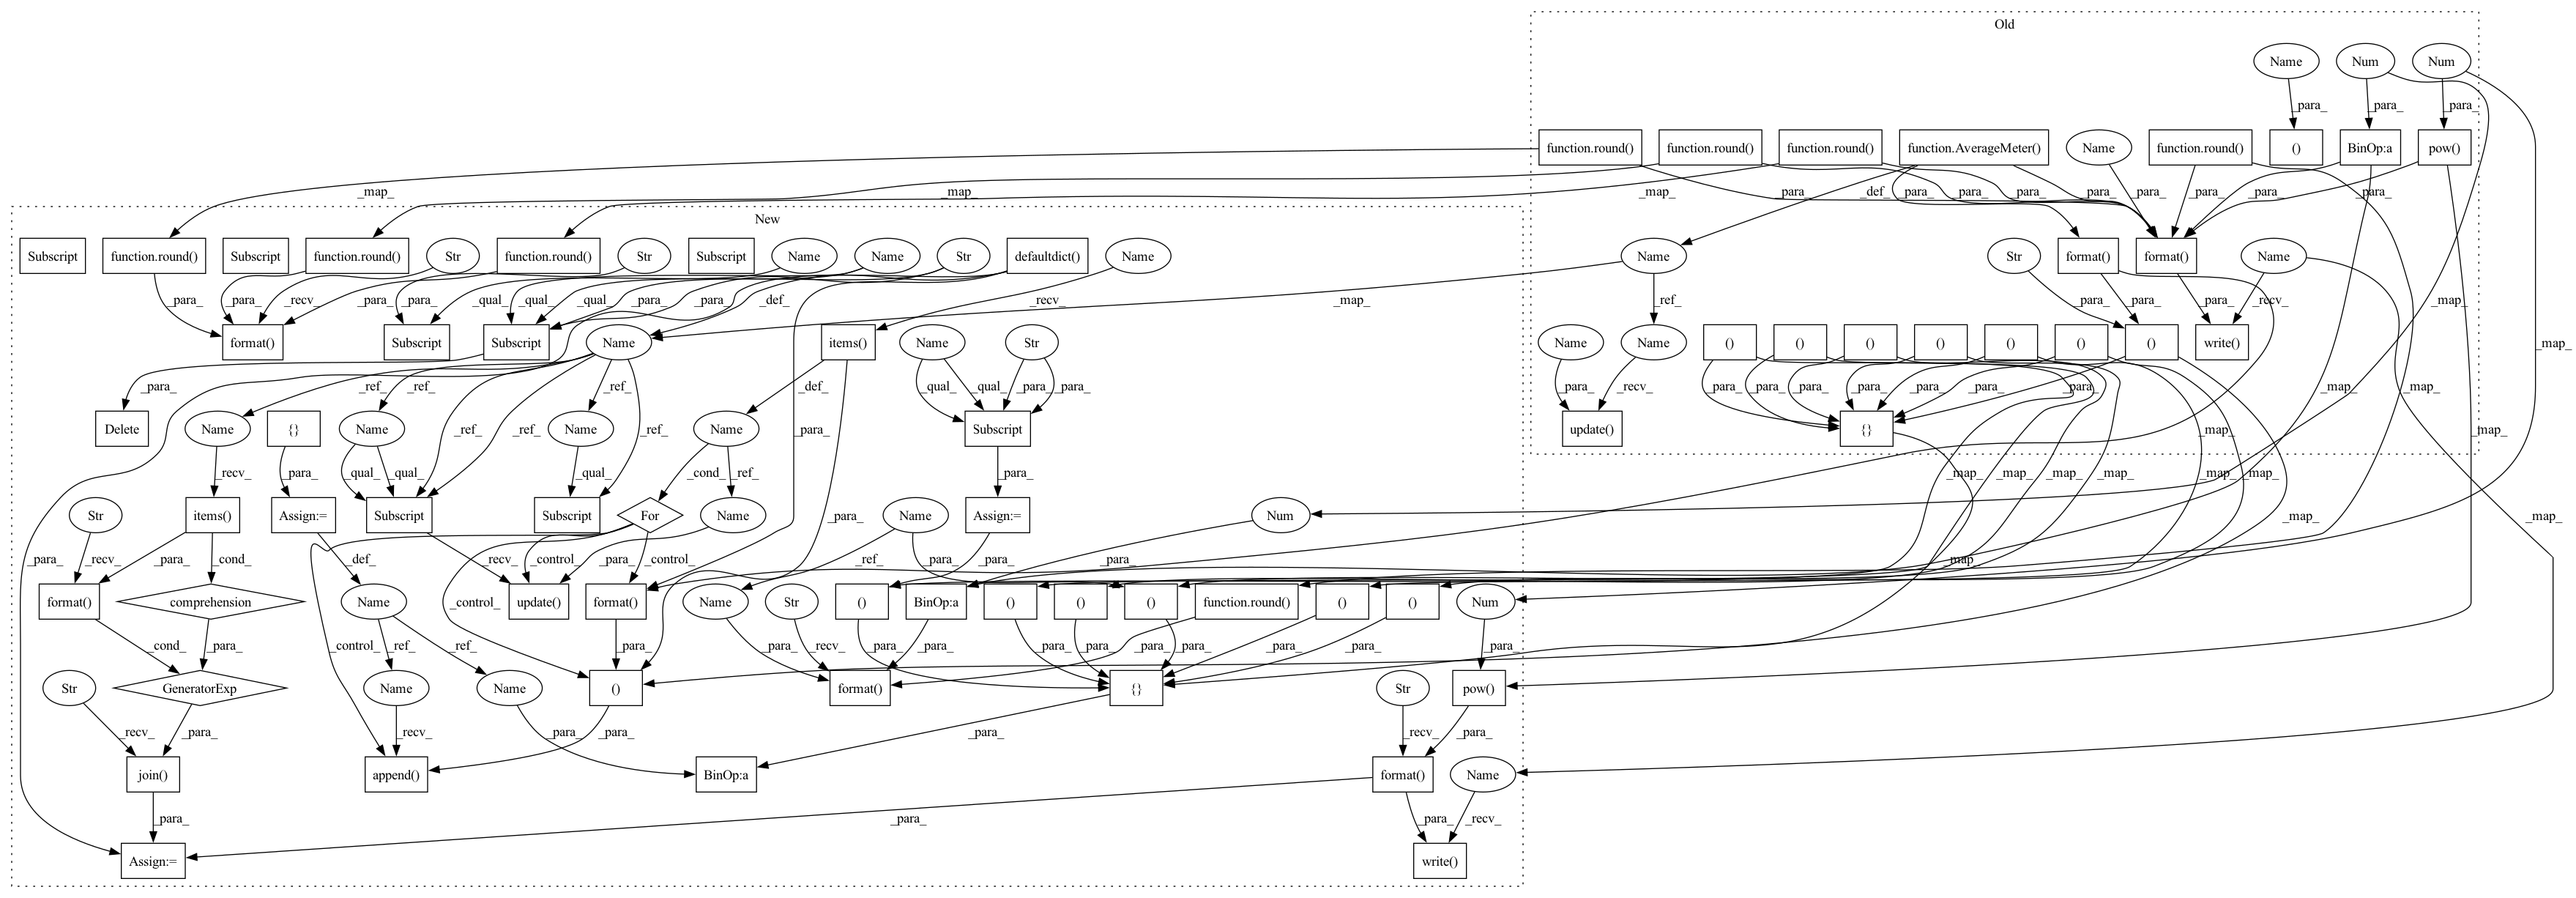 Old
Name Num Num
_para_ _para_ _para_
function.round() function.round() function.round() function.AverageMeter() Name function.round() () BinOp:a pow()
_map_ _map_ _map_ _para_ _para_ _def_ _para_ _para_ _para_ _para_ _para_ _para_ _para_
New
Subscript function.round() Subscript function.round() Str function.round() Str Subscript Name Name Str defaultdict() Name Name Str format() format() Name
_para_ _para_ _recv_ _para_ _para_ _qual_ _qual_ _qual_ _para_ _para_ _def_ _recv_ _map_ _ref_ _para_ _para_ _para_ _recv_ _map_
format() Subscript Subscript Name items() Name Str Name Name () () () () () () () write() _map_
_para_ _ref_ _ref_ _ref_ _def_ _qual_ _qual_ _para_ _para_ _para_ _recv_ _para_ _para_ _para_ _para_ _para_ _para_ _para_ _map_ _map_
Delete Name {} Name Name Name Subscript update() {}
_ref_ _ref_ _ref_ _para_ _map_ _map_
_recv_ _para_ _qual_ _qual_ _qual_ _cond_ _ref_ _para_ _map_ _map_ _map_ _map_ _map_ _map_
Str items() Assign:= Subscript Subscript For Name Name Assign:= Num
_para_ _map_ _map_
_para_ _recv_ _para_ _cond_ _def_ _recv_ _control_ _para_ _control_ _ref_ _para_ _para_ _para_ _map_
format() comprehension Name update() format() Name Str () BinOp:a () () () function.round() () () Num
_control_
_cond_ _para_ _control_ _ref_ _ref_ _para_ _para_ _recv_ _para_ _para_ _para_ _para_ _para_ _para_ _para_ _para_
Str GeneratorExp Name Name () format() {} Str pow()
_recv_ _para_ _recv_ _para_ _para_ _para_ _recv_ _para_
join() append() BinOp:a format() Name
_para_ _para_ _para_ _recv_
Assign:= write()